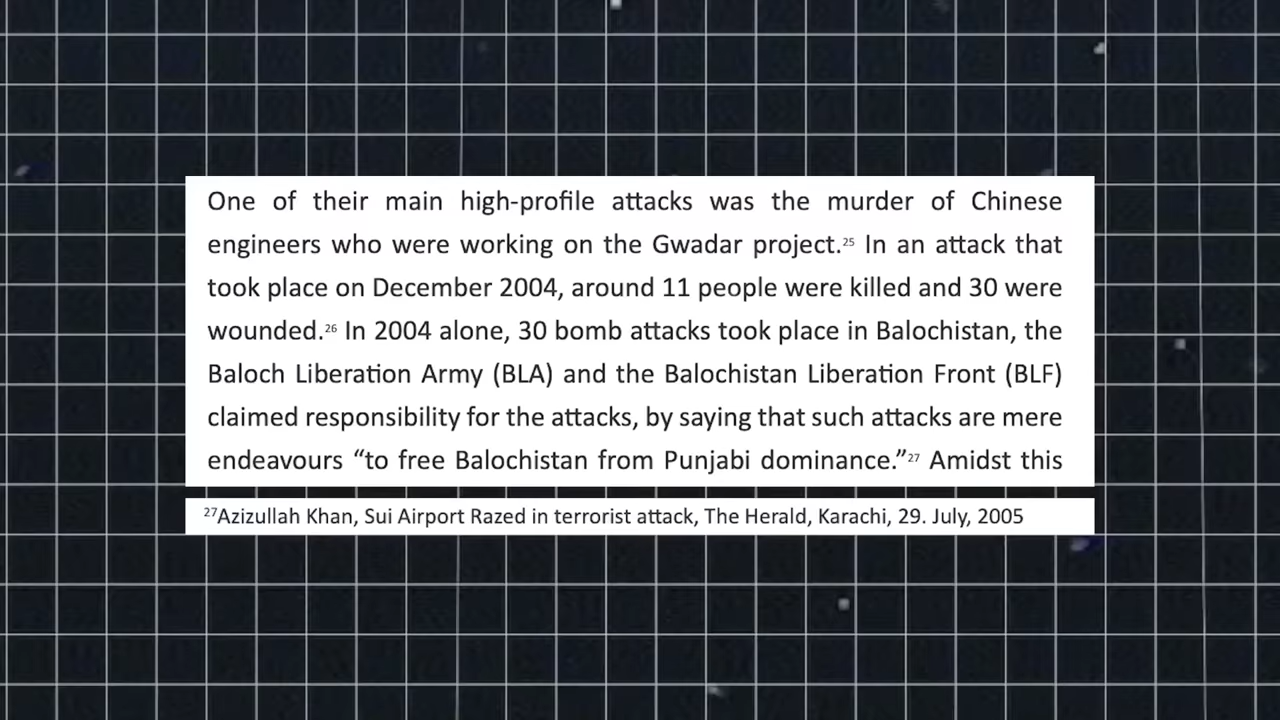 One of their main high-profile attacks was the murder of Chinese
engineers who were working on the Gwadar project.²⁵ In an attack that
took place on December 2004, around 11 people were killed and 30 were
wounded.²⁶ In 2004 alone, 30 bomb attacks took place in Balochistan, the
Baloch Liberation Army (BLA) and the Balochistan Liberation Front (BLF)
claimed responsibility for the attacks, by saying that such attacks are mere
endeavours “to free Balochistan from Punjabi dominance.”²⁷ Amidst this
²⁷Azizullah Khan, Sui Airport Razed in terrorist attack, The Herald, Karachi, 29. July, 2005